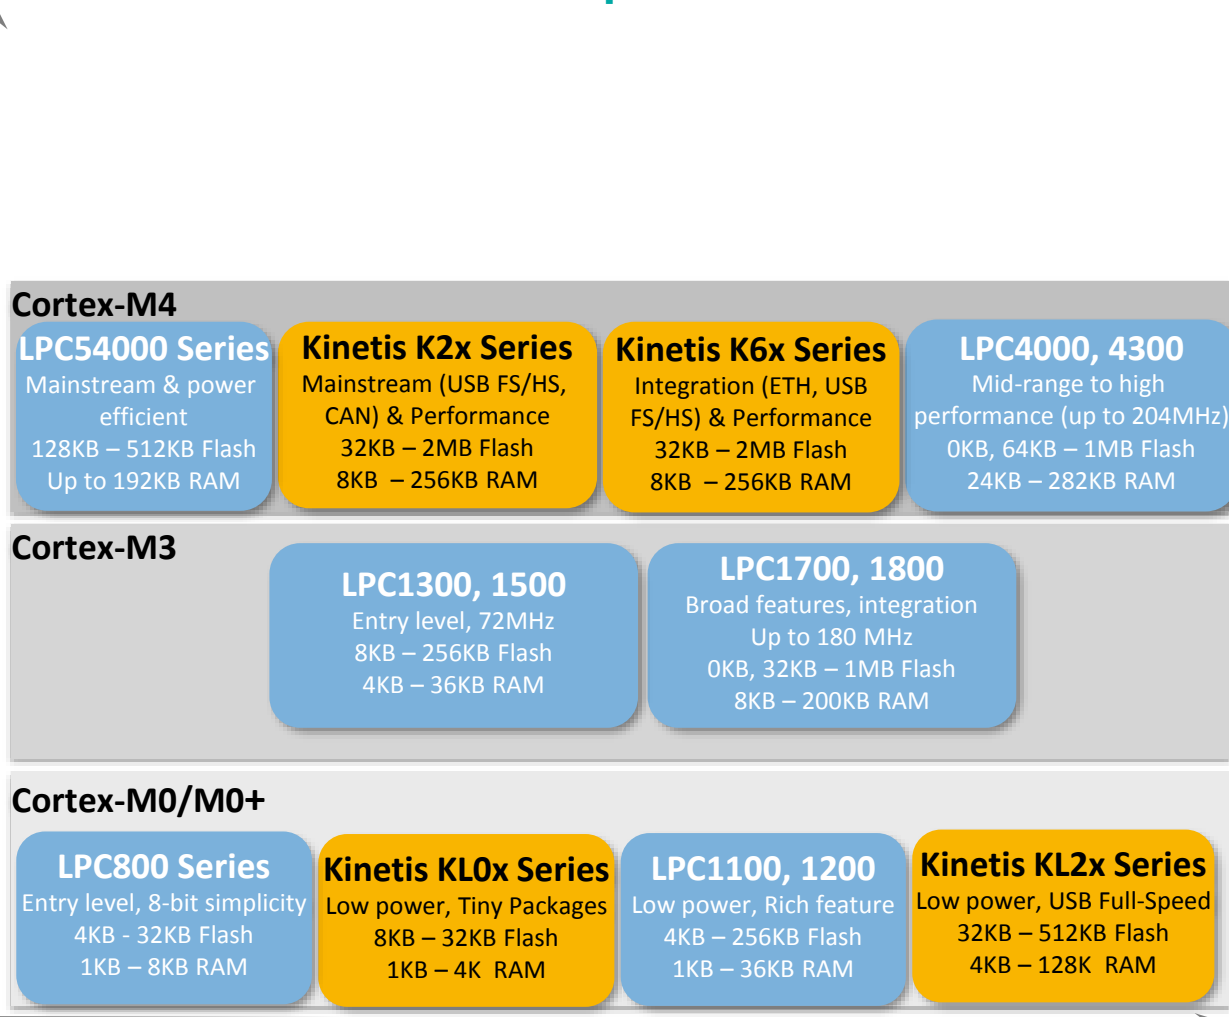 Cortex-M4
LPC54000 Series
Mainstream & power
efficient
128KB – 512KB Flash
Up to 192KB RAM
Kinetis K2x Series
Mainstream (USB FS/HS,
CAN) & Performance
32KB – 2MB Flash
8KB – 256KB RAM
Kinetis K6x Series
Integration (ETH, USB
FS/HS) & Performance
32KB – 2MB Flash
8KB – 256KB RAM
LPC4000, 4300
Mid-range to high
performance (up to 204MHz)
0KB, 64KB – 1MB Flash
24KB – 282KB RAM
Cortex-M3
LPC1300, 1500
Entry level, 72MHz
8KB – 256KB Flash
4KB – 36KB RAM
LPC1700, 1800
Broad features, integration
Up to 180 MHz
0KB, 32KB – 1MB Flash
8KB – 200KB RAM
Cortex-M0/M0+
LPC800 Series
Entry level, 8-bit simplicity
4KB - 32KB Flash
1KB – 8KB RAM
Kinetis KL0x Series
Low power, Tiny Packages
8KB – 32KB Flash
1KB – 4K RAM
LPC1100, 1200
Low power, Rich feature
4KB – 256KB Flash
1KB – 36KB RAM
Kinetis KL2x Series
Low power, USB Full-Speed
32KB – 512KB Flash
4KB – 128K RAM